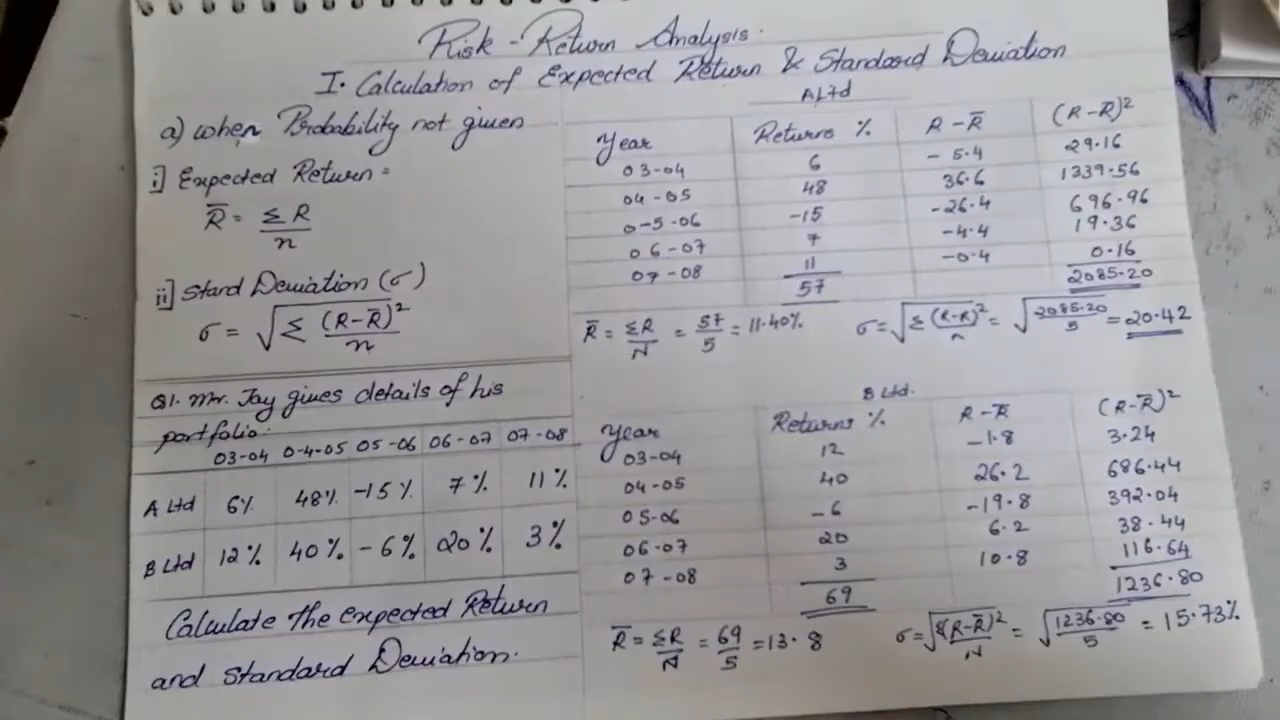 Risk - Return Analysis.
I. Calculation of Expected Return & Standard Deviation
a) when Probability not given
i] Expected Return =
R̅ = ΣR / n
ii] Stard Deviation (σ)
σ = √Σ (R-R̅)² / n
Q1. Mr. Jay gives details of his
portfolio:
03-04 0-4-05 05-06 06-07 07-08
A Ltd 6% 48% -15% 7% 11%
B Ltd 12% 40% -6% 20% 3%
Calculate the expected Return
and Standard Deviation.
A Ltd
Year Returns % R-R̅ (R-R̅)²
03-04 6 -5.4 29.16
04-05 48 36.6 1339.56
0-5-06 -15 -26.4 696.96
06-07 7 -4.4 19.36
07-08 11 -0.4 0.16
57 2085.20
R̅ = ΣR / N = 57 / 5 = 11.40% σ = √Σ (R-R̅)² / n = √2085.20 / 5 = 20.42
B Ltd.
Year Returns % R-R̅ (R-R̅)²
03-04 12 -1.8 3.24
04-05 40 26.2 686.44
05-06 -6 -19.8 392.04
06-07 20 6.2 38.44
07-08 3 10.8 116.64
69 1236.80
R̅ = ΣR / N = 69 / 5 = 13.8 σ = √Σ(R-R̅)² / N = √1236.80 / 5 = 15.73%